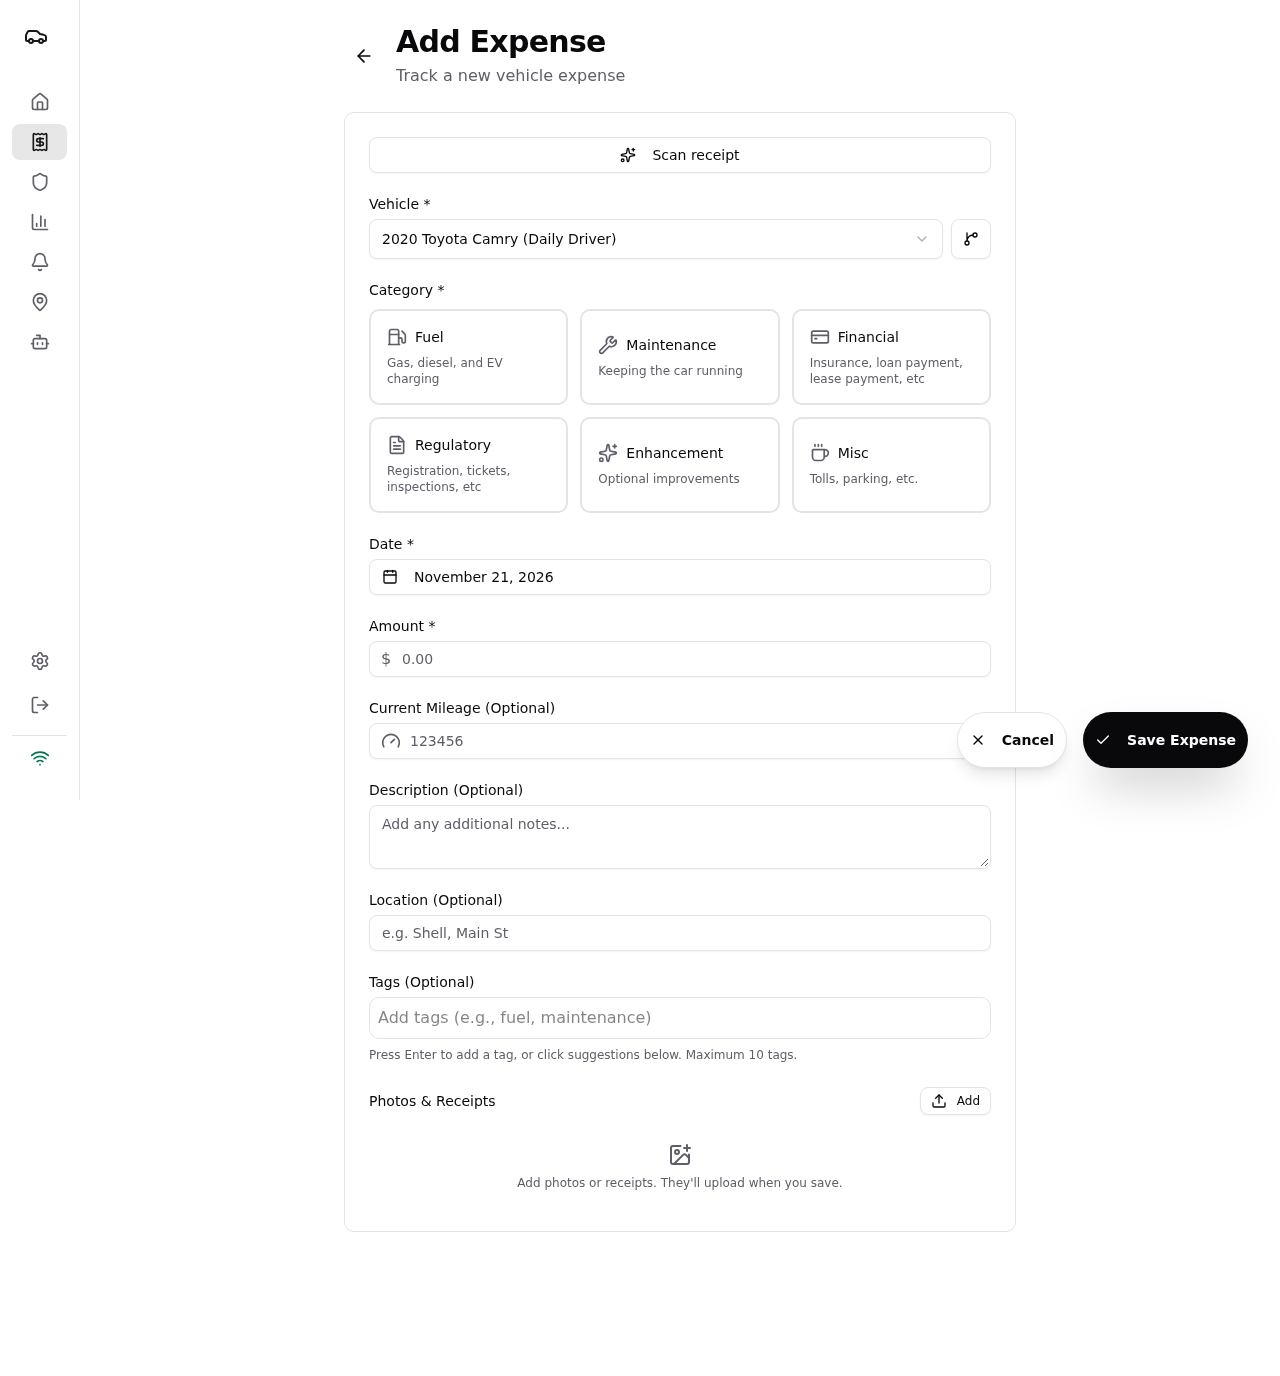 Add Expense
Track a new vehicle expense
Scan receipt
Vehicle *
2020 Toyota Camry (Daily Driver)
Category *
Fuel
Gas, diesel, and EV
charging
Maintenance
Keeping the car running
Financial
Insurance, loan payment,
lease payment, etc
Regulatory
Registration, tickets,
inspections, etc
Enhancement
Optional improvements
Misc
Tolls, parking, etc.
Date *
November 21, 2026
Amount *
$ 0.00
Current Mileage (Optional)
123456
Cancel
Save Expense
Description (Optional)
Add any additional notes...
Location (Optional)
e.g. Shell, Main St
Tags (Optional)
Add tags (e.g., fuel, maintenance)
Press Enter to add a tag, or click suggestions below. Maximum 10 tags.
Photos & Receipts
Add
Add photos or receipts. They'll upload when you save.